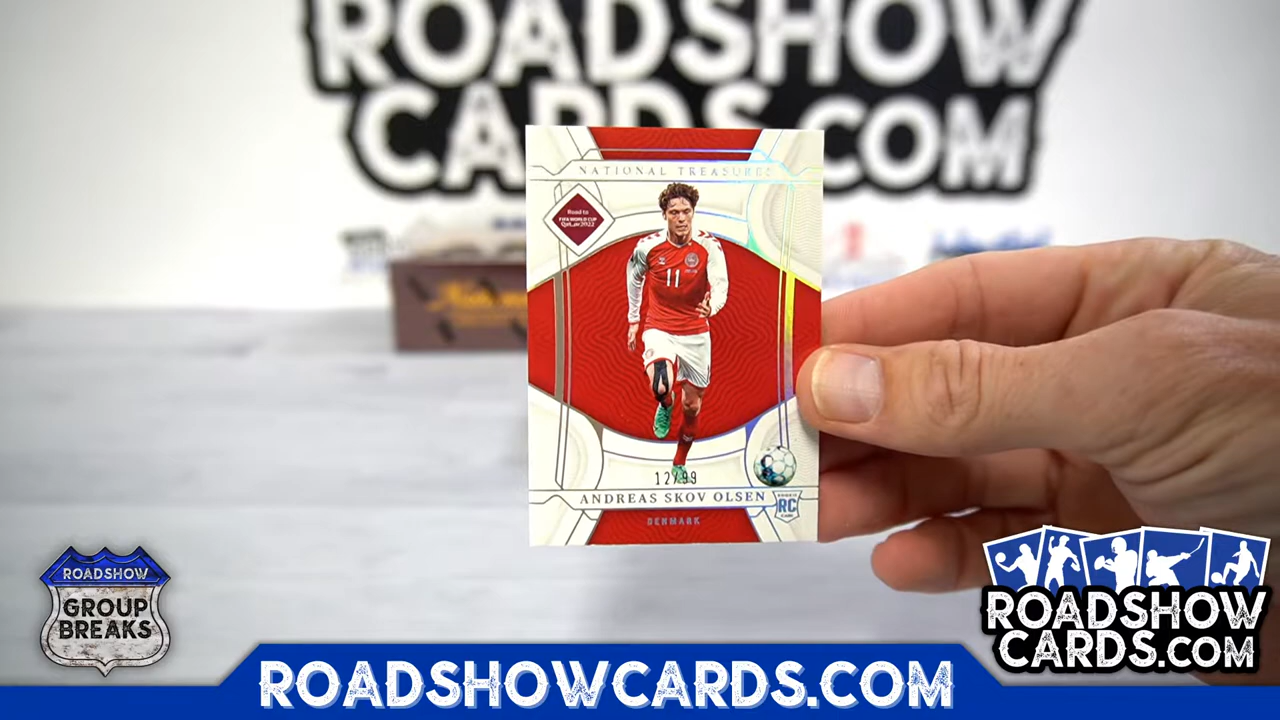 ROADSHOW
CARDS.COM
NATIONAL TREASURES
Road to
FIFA WORLD CUP
Qatar2022
11
12/99
ANDREAS SKOV OLSEN
RC
DENMARK
ROADSHOW
GROUP
BREAKS
ROADSHOWCARDS.COM
ROADSHOW
CARDS.COM